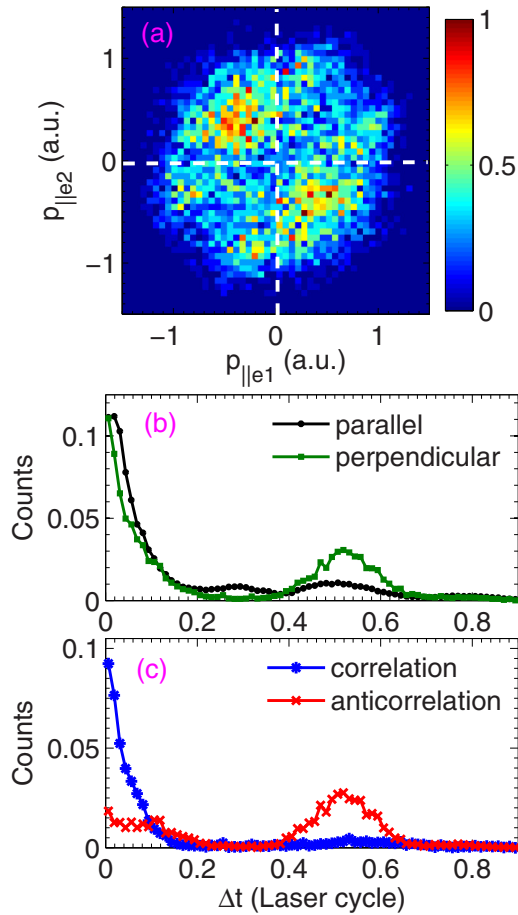 (a)
1
0
−1
p||e2 (a.u.)
−1 0 1
p||e1 (a.u.)
1
0.5
0
(b)
parallel
perpendicular
0.1
0.05
0
Counts
0 0.2 0.4 0.6 0.8
(c)
correlation
anticorrelation
0.1
0.05
0
Counts
0 0.2 0.4 0.6 0.8
Δt (Laser cycle)